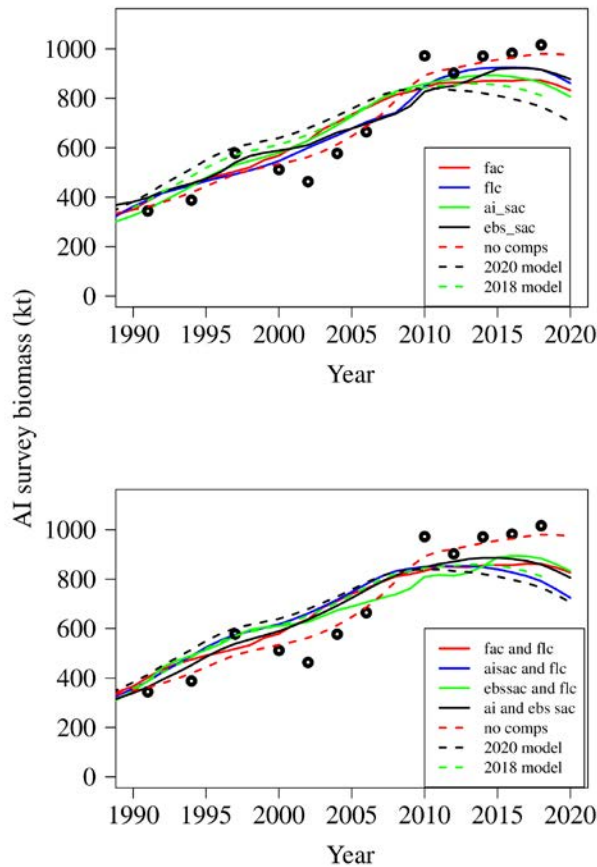 1000
800
600
400
200
0
fac
flc
ai_sac
ebs_sac
no comps
2020 model
2018 model
1990 1995 2000 2005 2010 2015 2020
Year
AI survey biomass (kt)
1000
800
600
400
200
0
fac and flc
aisac and flc
ebssac and flc
ai and ebs sac
no comps
2020 model
2018 model
1990 1995 2000 2005 2010 2015 2020
Year